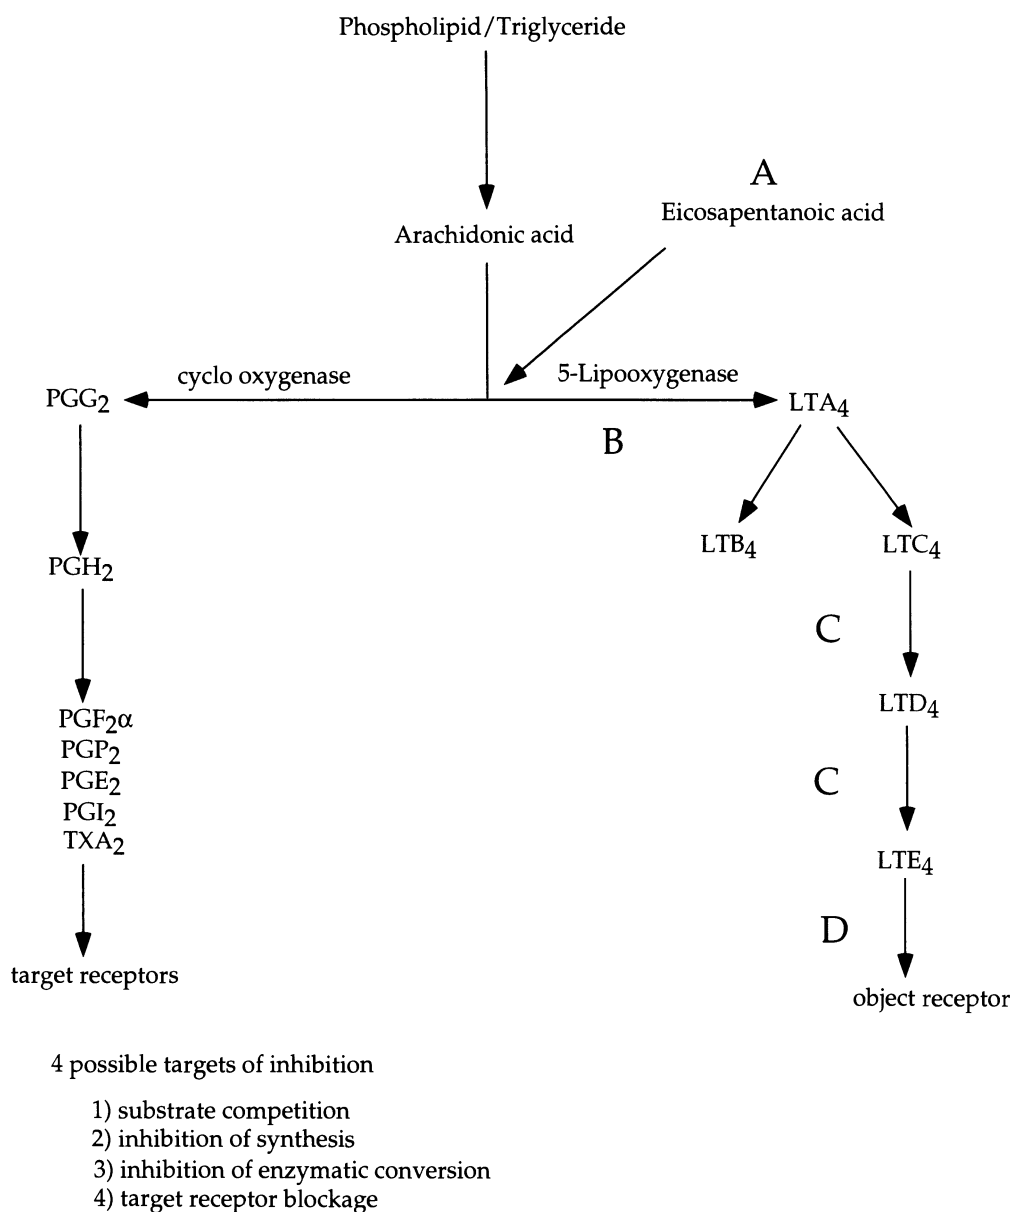 Phospholipid/Triglyceride
A
Eicosapentanoic acid
Arachidonic acid
cyclo oxygenase
5-Lipooxygenase
PGG2
LTA4
B
LTB4
LTC4
PGH2
C
LTD4
PGF2α
PGP2
PGE2
C
PGI2
TXA2
LTE4
D
target receptors
object receptor
4 possible targets of inhibition
1) substrate competition
2) inhibition of synthesis
3) inhibition of enzymatic conversion
4) target receptor blockage